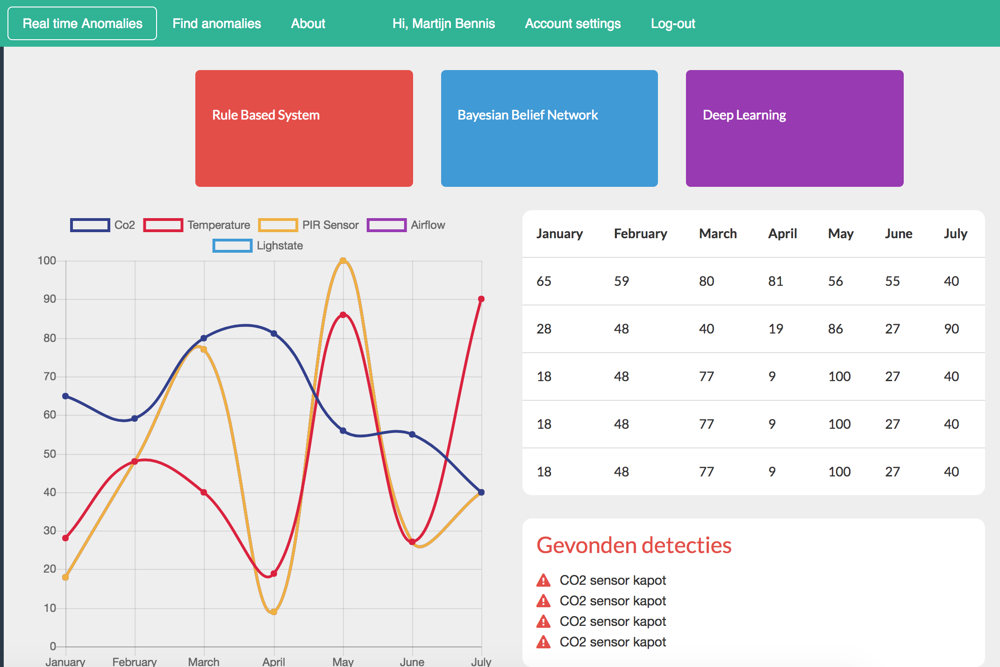 Real time Anomalies Find anomalies About Hi, Martijn Bennis Account settings Log-out
Rule Based System
Bayesian Belief Network
Deep Learning
Co2 Temperature PIR Sensor Airflow
Lighstate
100
90
80
70
60
50
40
30
20
10
0
January February March April May June July
January February March April May June July
65 59 80 81 56 55 40
28 48 40 19 86 27 90
18 48 77 9 100 27 40
18 48 77 9 100 27 40
18 48 77 9 100 27 40
Gevonden detecties
CO2 sensor kapot
CO2 sensor kapot
CO2 sensor kapot
CO2 sensor kapot